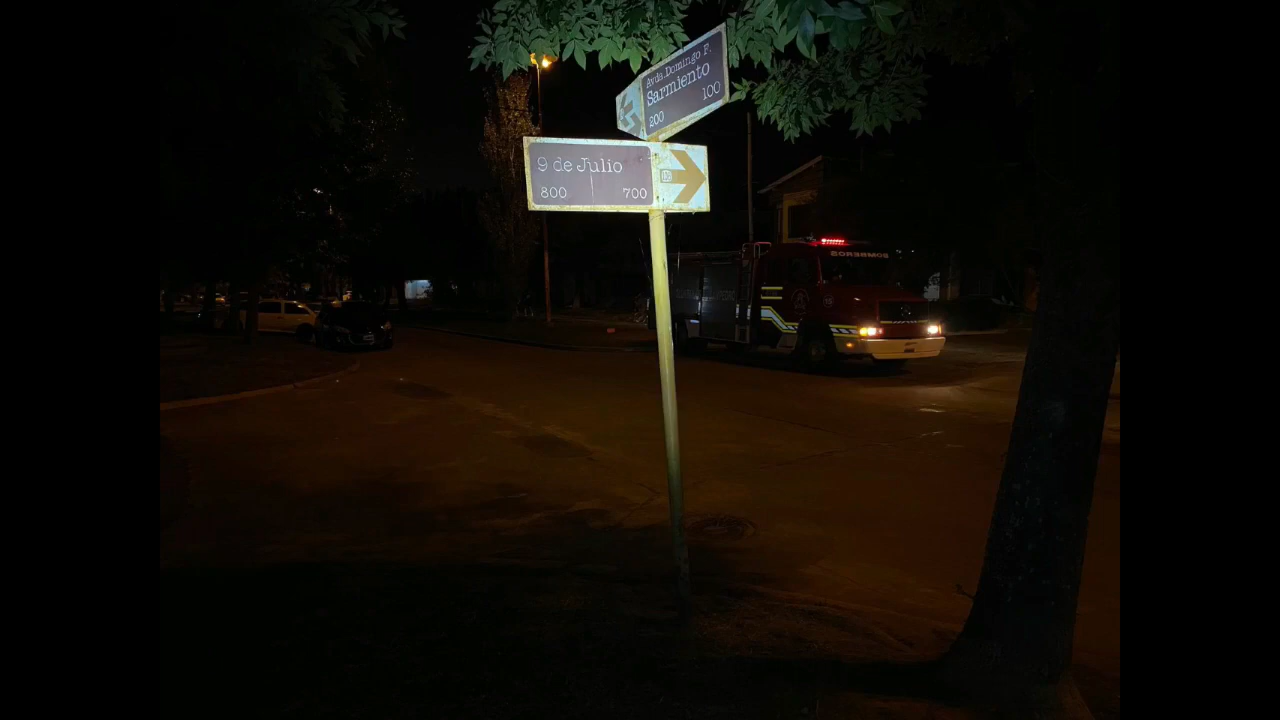 Avda. Domingo F.
Sarmiento
200 100
9 de Julio
800 700
BOMBEROS